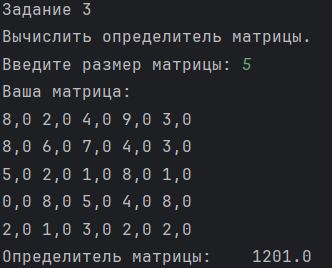 Задание 3
Вычислить определитель матрицы.
Введите размер матрицы: 5
Ваша матрица:
8,0 2,0 4,0 9,0 3,0
8,0 6,0 7,0 4,0 3,0
5,0 2,0 1,0 8,0 1,0
0,0 8,0 5,0 4,0 8,0
2,0 1,0 3,0 2,0 2,0
Определитель матрицы:    1201.0